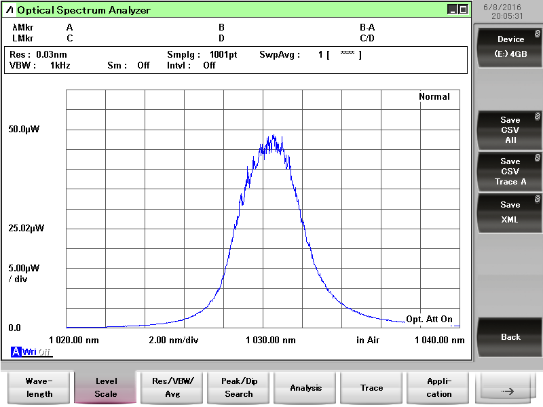 Optical Spectrum Analyzer
6/8/2016
20:05:31
λMkr A B B-A
LMkr C D C/D
Res : 0.03nm Smplg : 1001pt SwpAvg : 1 [ **** ]
VBW : 1kHz Sm : Off Intvl : Off
Normal
50.0μW
25.02μW
5.00μW
/ div
0.0
Opt. Att On
1 020.00 nm 2.00 nm/div 1 030.00 nm in Air 1 040.00 nm
A Wri off
Device
(E:) 4GB
Save
CSV
All
Save
CSV
Trace A
Save
XML
Back
Wave-
length
Level
Scale
Res/VBW/
Avg
Peak/Dip
Search
Analysis
Trace
Appli-
cation